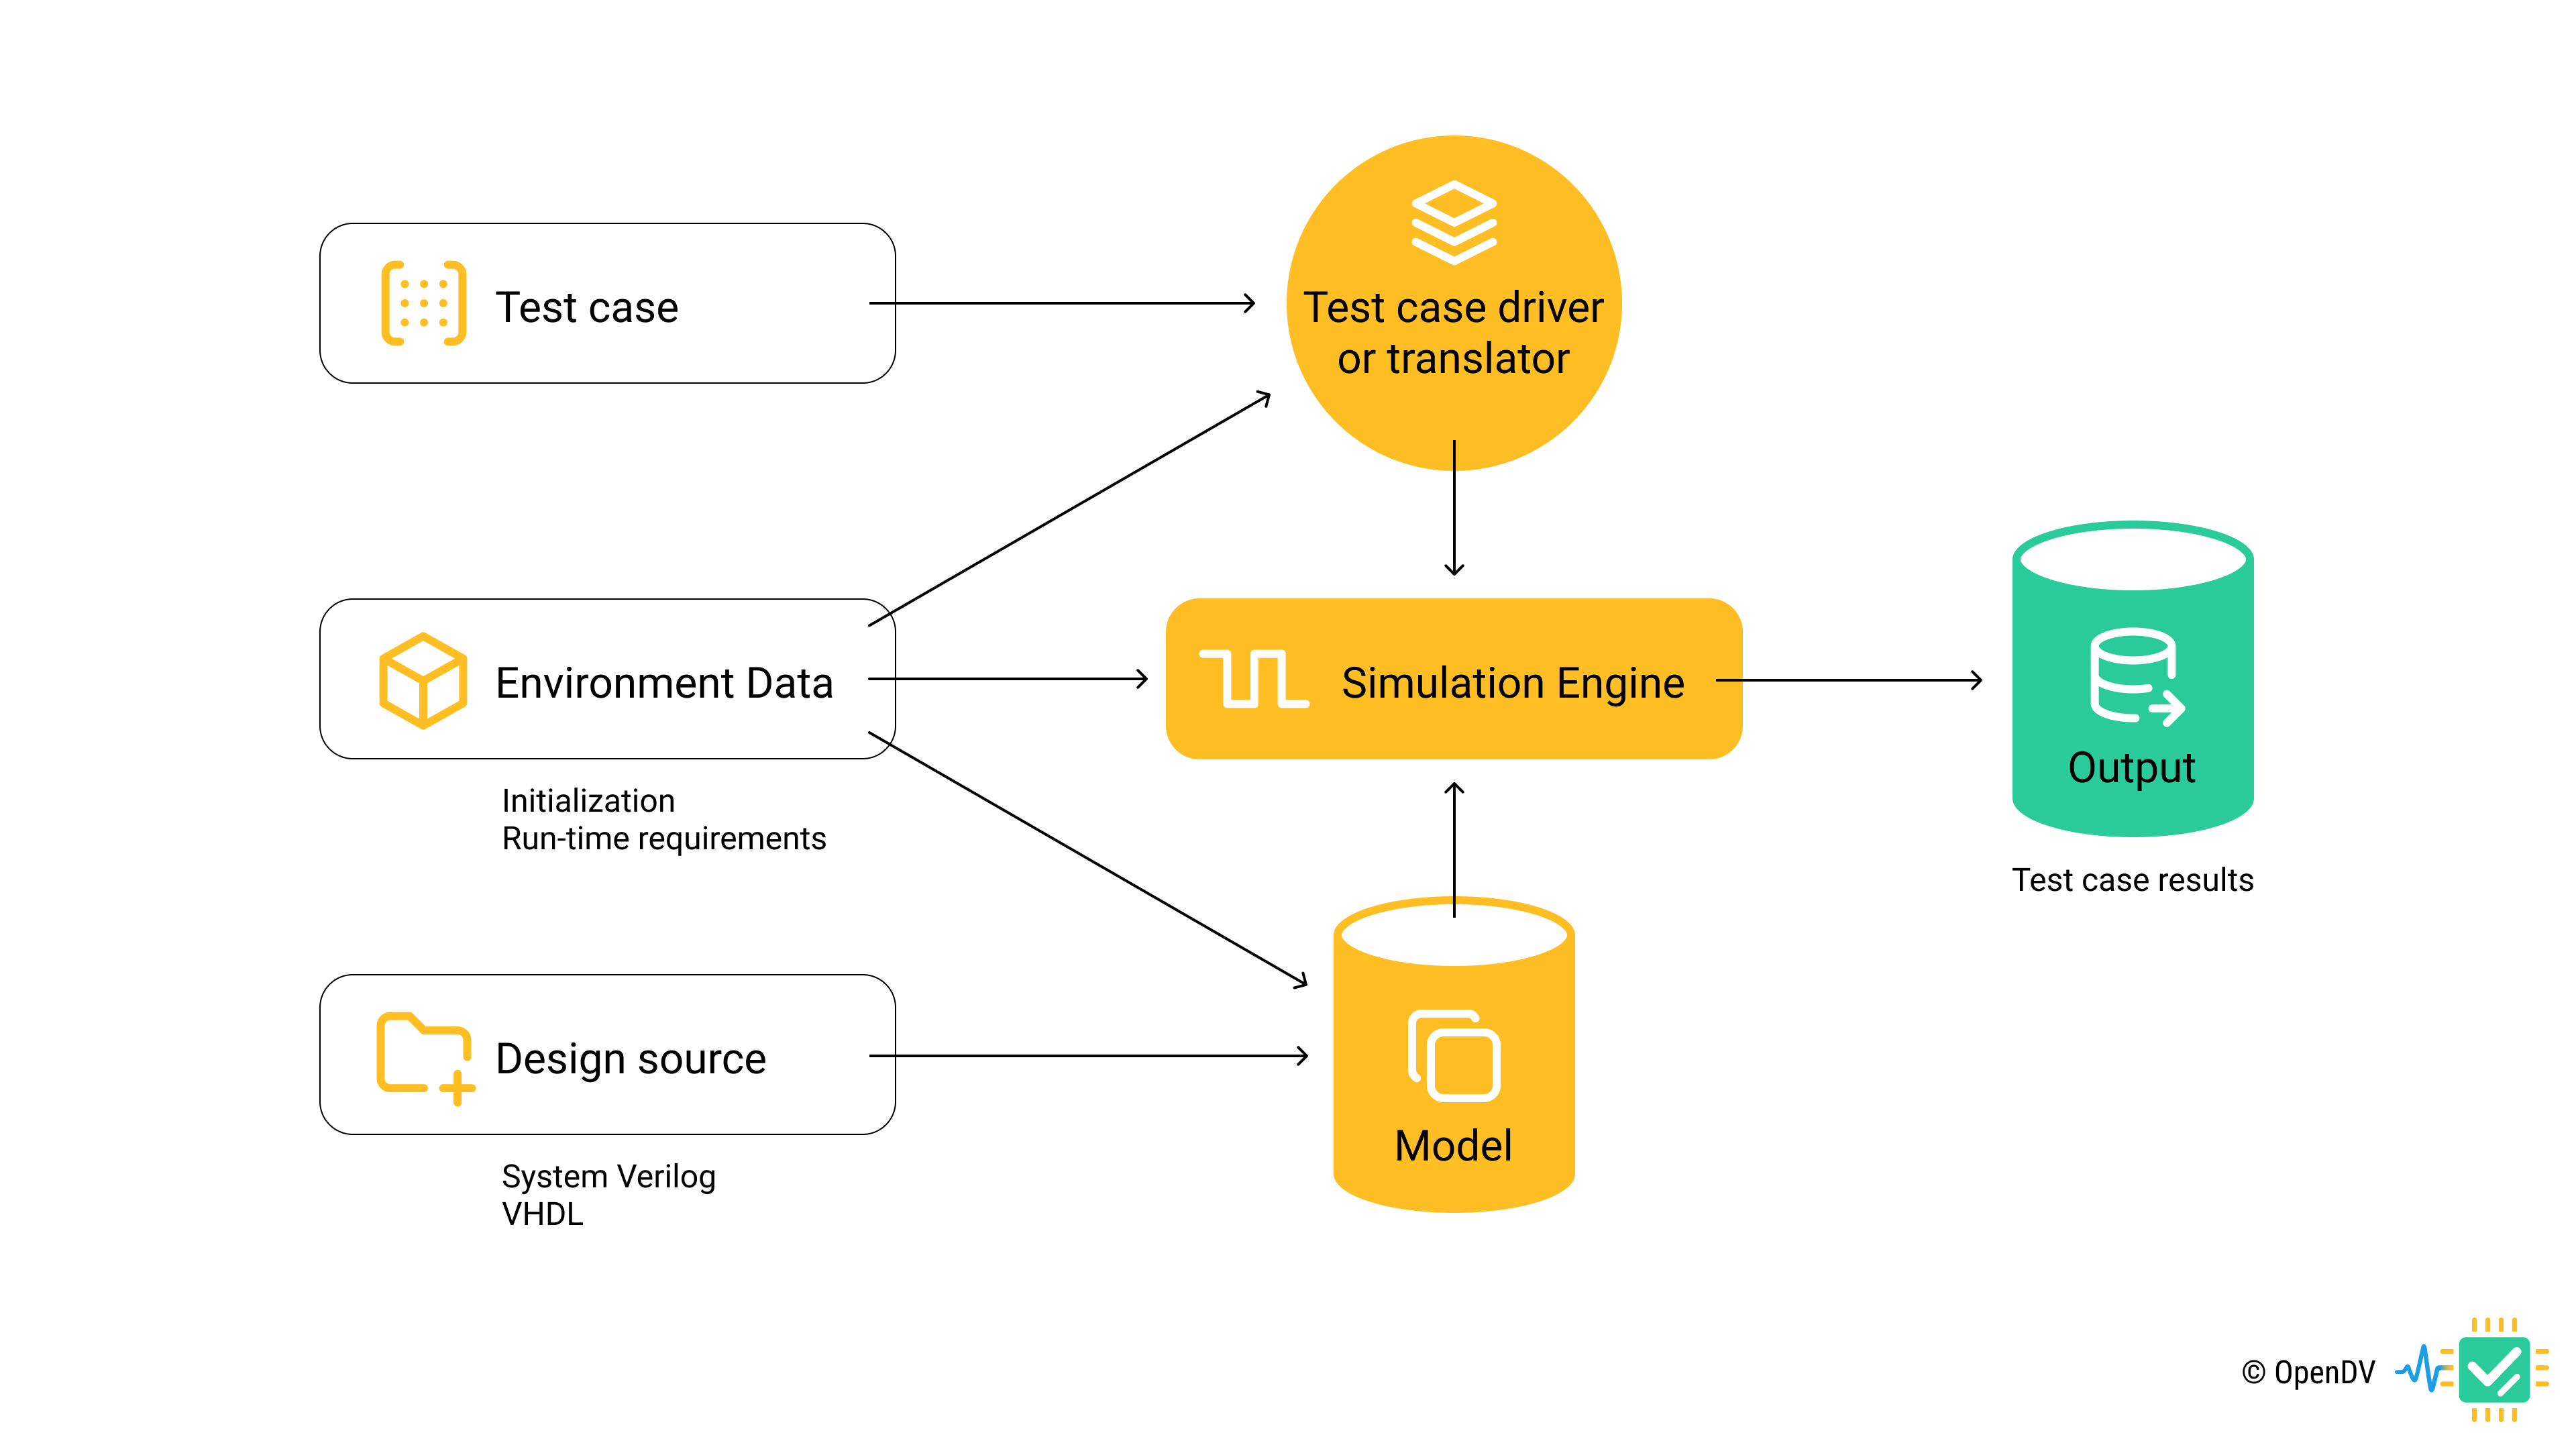 Test case
Test case driver
or translator
Environment Data
Initialization
Run-time requirements
Simulation Engine
Output
Test case results
Design source
System Verilog
VHDL
Model
© OpenDV